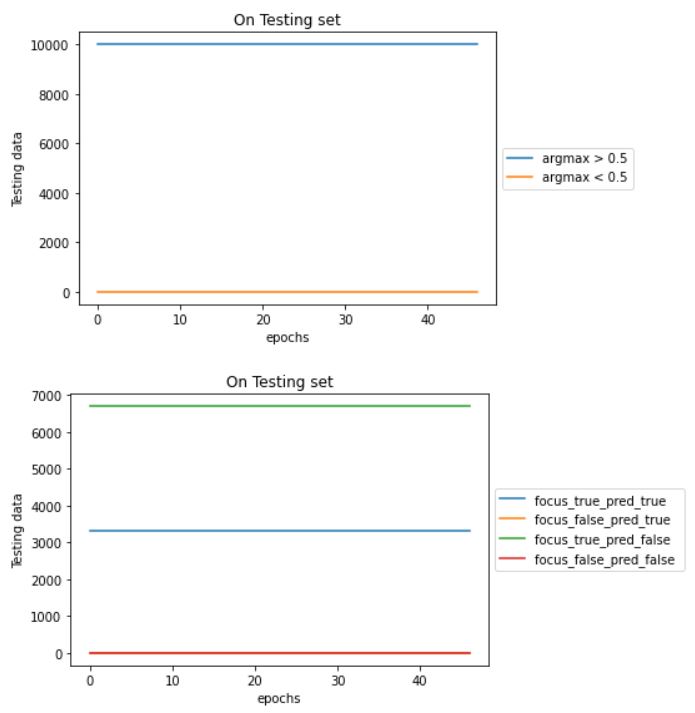 On Testing set
10000
8000
6000
4000
2000
0
Testing data
0 10 20 30 40
epochs
argmax > 0.5
argmax < 0.5
On Testing set
7000
6000
5000
4000
3000
2000
1000
0
Testing data
0 10 20 30 40
epochs
focus_true_pred_true
focus_false_pred_true
focus_true_pred_false
focus_false_pred_false